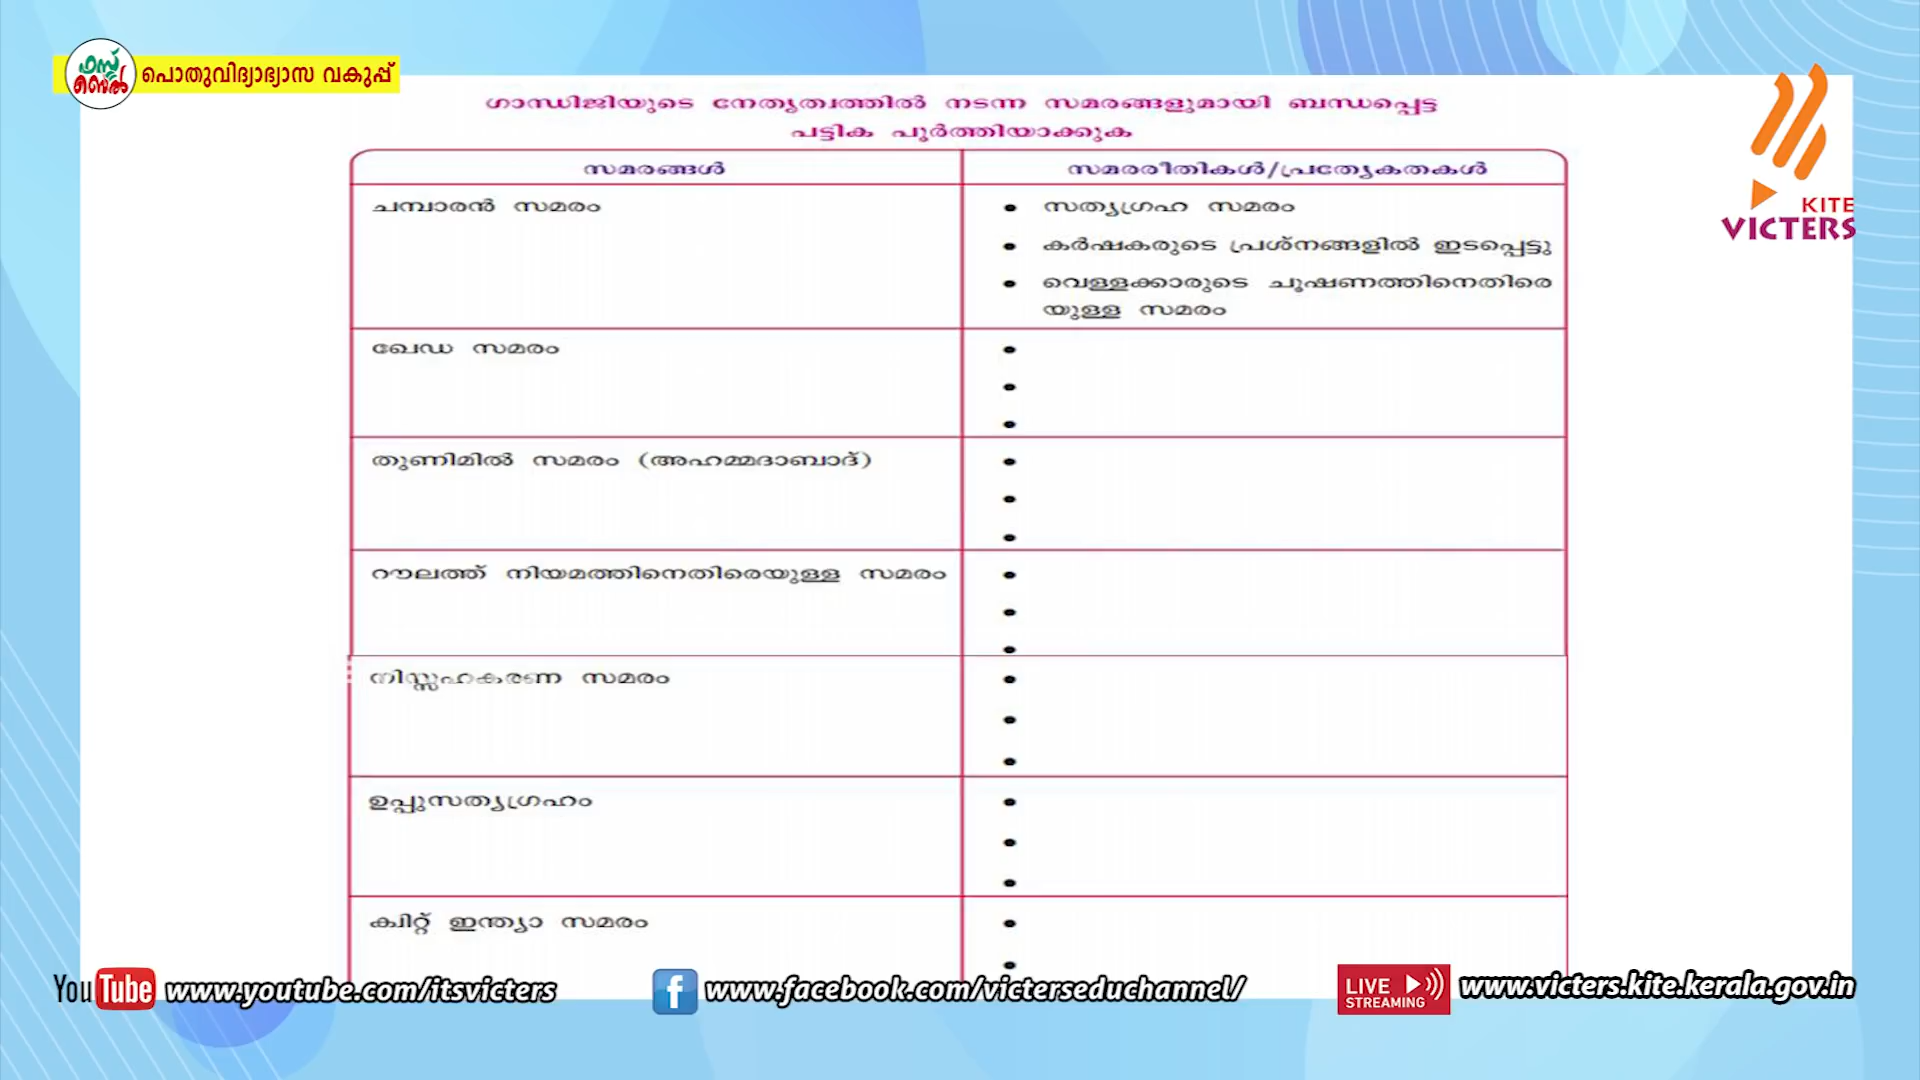 ഫസ്റ്റ് ബെൽ
പൊതുവിദ്യാഭ്യാസ വകുപ്പ്
ഗാന്ധിജിയുടെ നേതൃത്വത്തിൽ നടന്ന സമരങ്ങളുമായി ബന്ധപ്പെട്ട
പട്ടിക പൂർത്തിയാക്കുക
സമരങ്ങൾ
സമരരീതികൾ/പ്രത്യേകതകൾ
ചമ്പാരൻ സമരം
• സത്യഗ്രഹ സമരം
• കർഷകരുടെ പ്രശ്നങ്ങളിൽ ഇടപ്പെട്ടു
• വെള്ളക്കാരുടെ ചൂഷണത്തിനെതിരെ
യുള്ള സമരം
ഖേഡ സമരം
തുണിമിൽ സമരം (അഹമ്മദാബാദ്)
റൗലത്ത് നിയമത്തിനെതിരെയുള്ള സമരം
നിസ്സഹകരണ സമരം
ഉപ്പുസത്യഗ്രഹം
ക്വിറ്റ് ഇന്ത്യാ സമരം
KITE
VICTERS
You Tube www.youtube.com/itsvicters
f www.facebook.com/victerseduchannel/
LIVE
STREAMING
www.victers.kite.kerala.gov.in